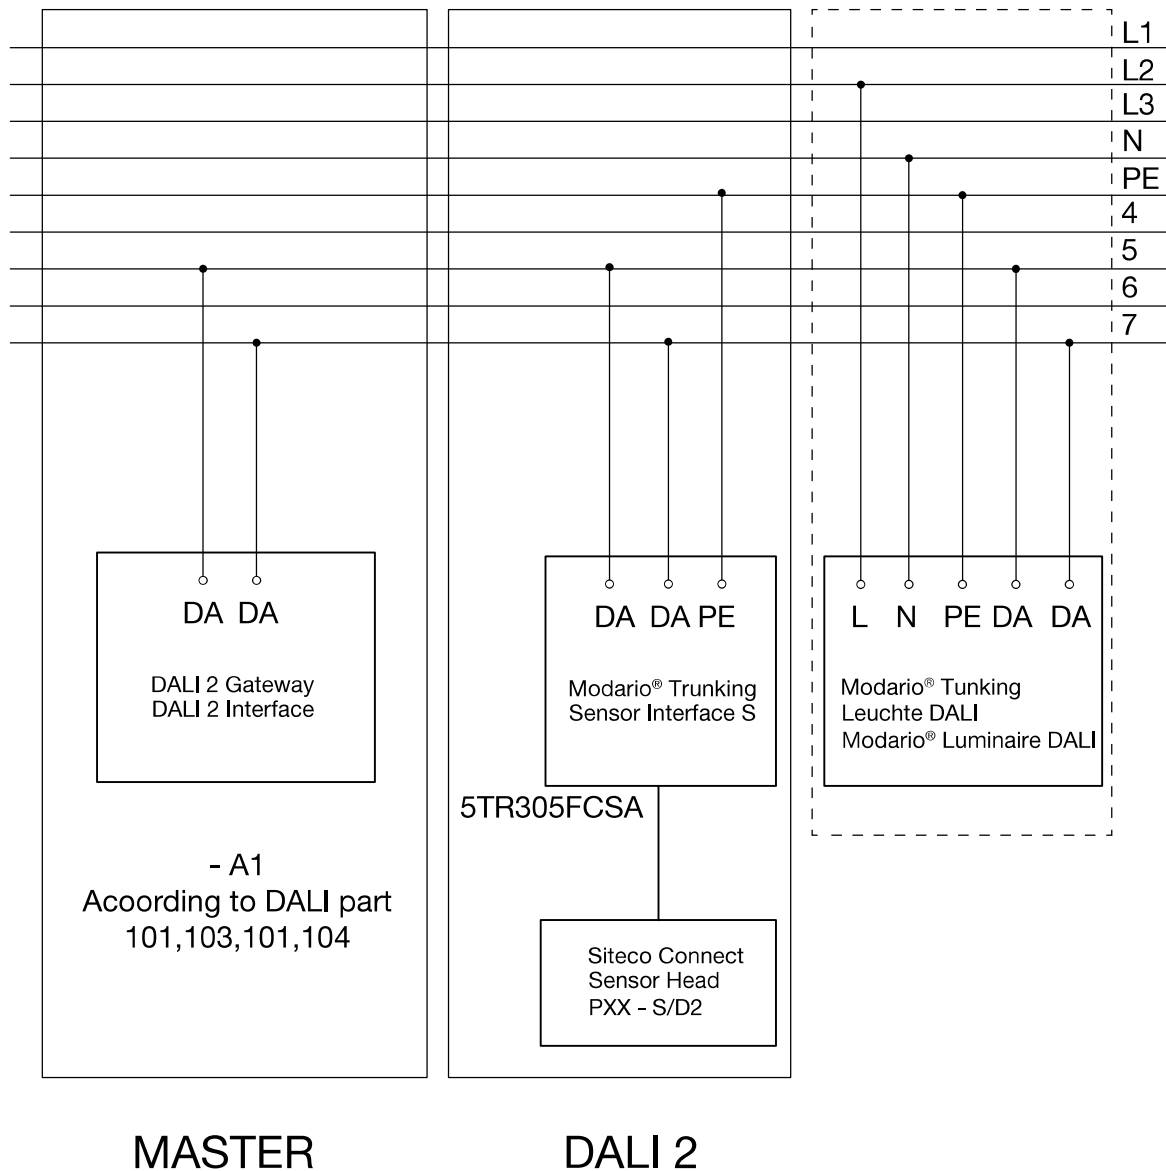 L1
L2
L3
N
PE
4
5
6
7
DA DA
DALI 2 Gateway
DALI 2 Interface
- A1
Acoording to DALI part
101,103,101,104
DA DA PE
Modario® Trunking
Sensor Interface S
5TR305FCSA
Siteco Connect
Sensor Head
PXX - S/D2
L N PE DA DA
Modario® Tunking
Leuchte DALI
Modario® Luminaire DALI
MASTER
DALI 2